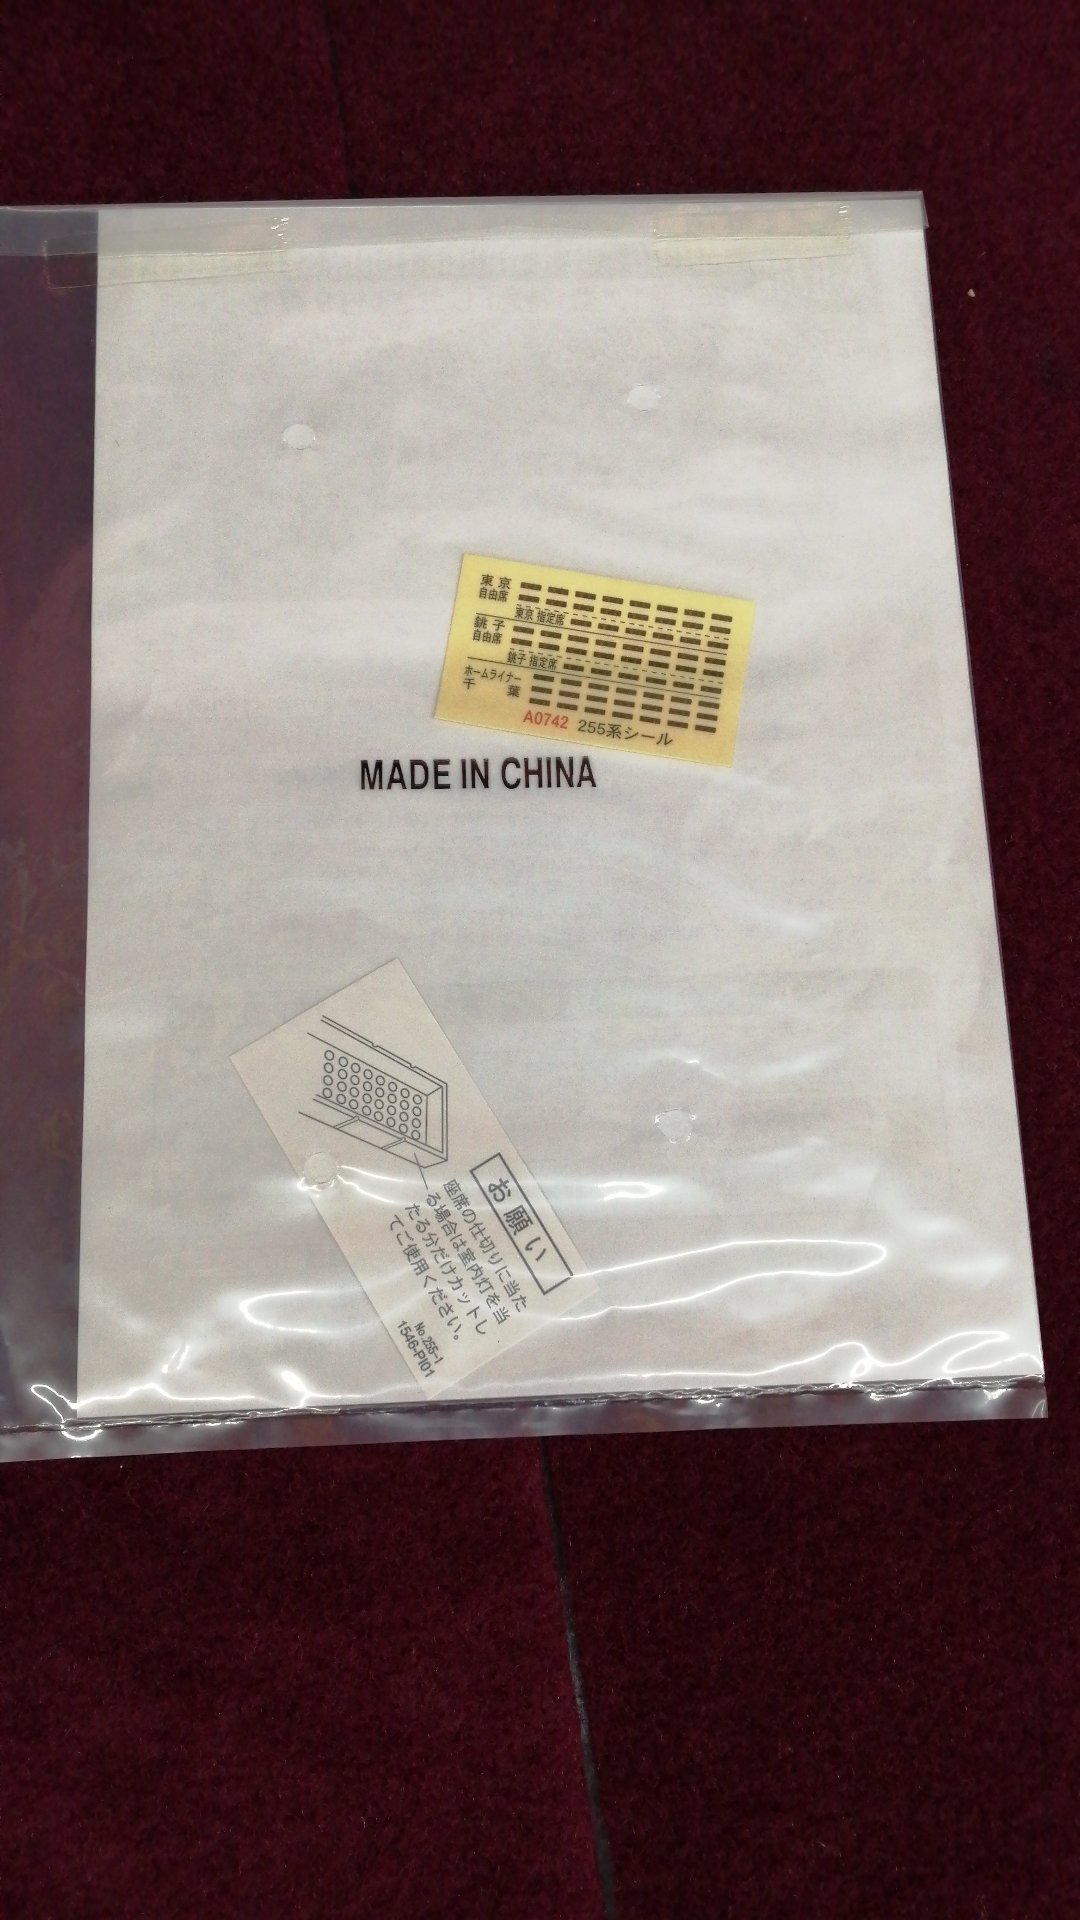 東京
自由席
東京 指定席
銚子
自由席
銚子 指定席
ホームライナー
千葉
A0742 255系シール
MADE IN CHINA
お願い
座席の仕切りに当た
る場合は室内灯を当
たる分だけカットし
てご使用ください。
No.255-1
1546-PI01